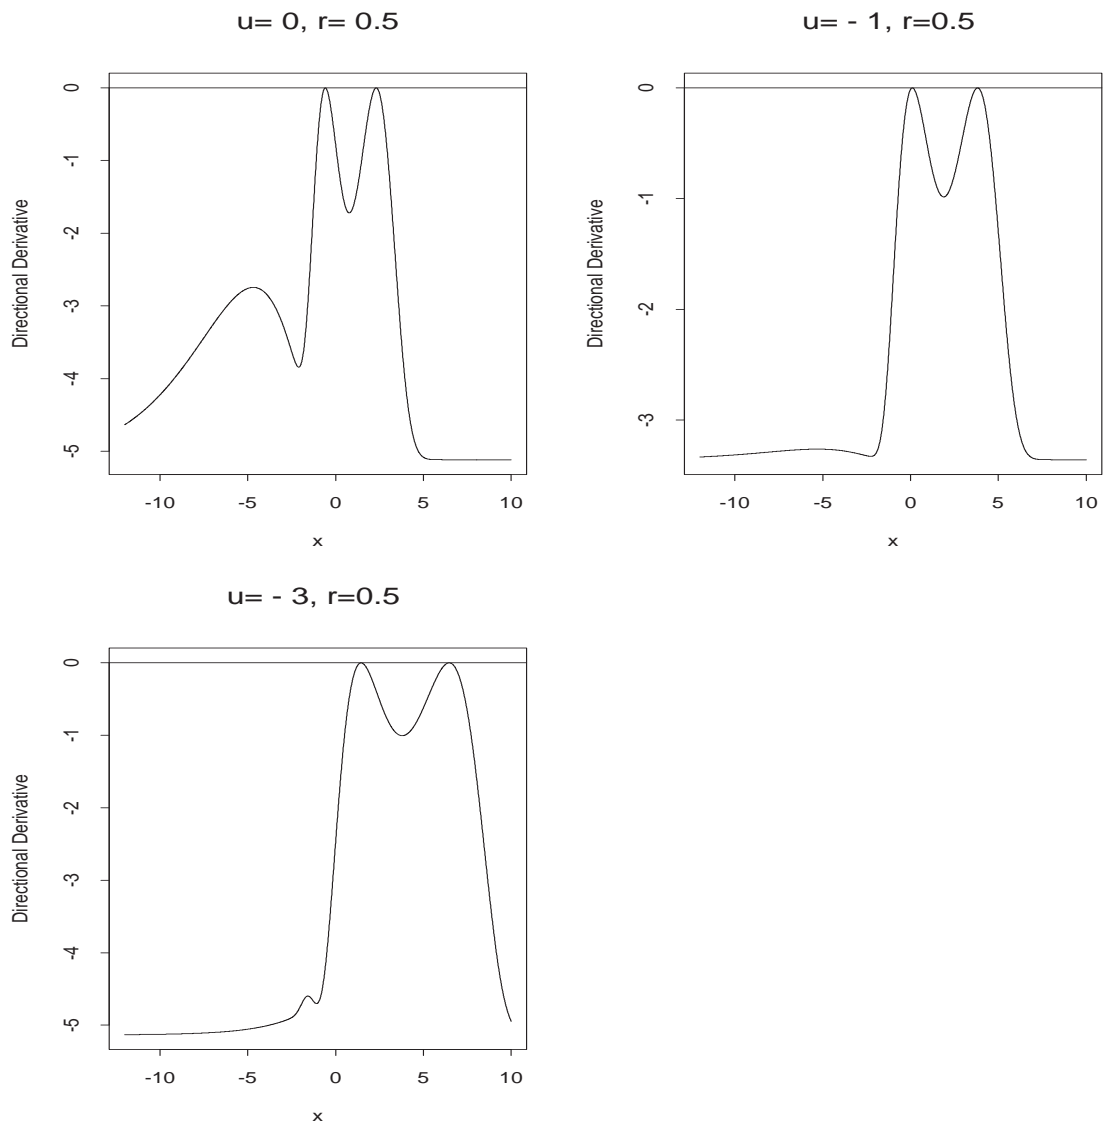 u= 0, r= 0.5
Directional Derivative
0
-1
-2
-3
-4
-5
-10 -5 0 5 10
x
u= - 1, r=0.5
Directional Derivative
0
-1
-2
-3
-10 -5 0 5 10
x
u= - 3, r=0.5
Directional Derivative
0
-1
-2
-3
-4
-5
-10 -5 0 5 10
x